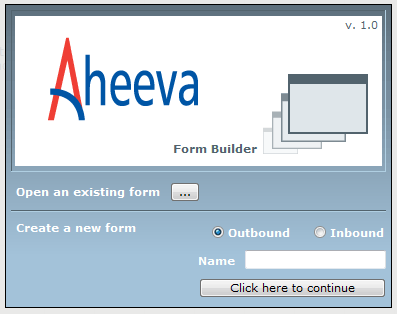 v. 1.0
Aheeva
Form Builder
Open an existing form ...
Create a new form Outbound Inbound
Name
Click here to continue